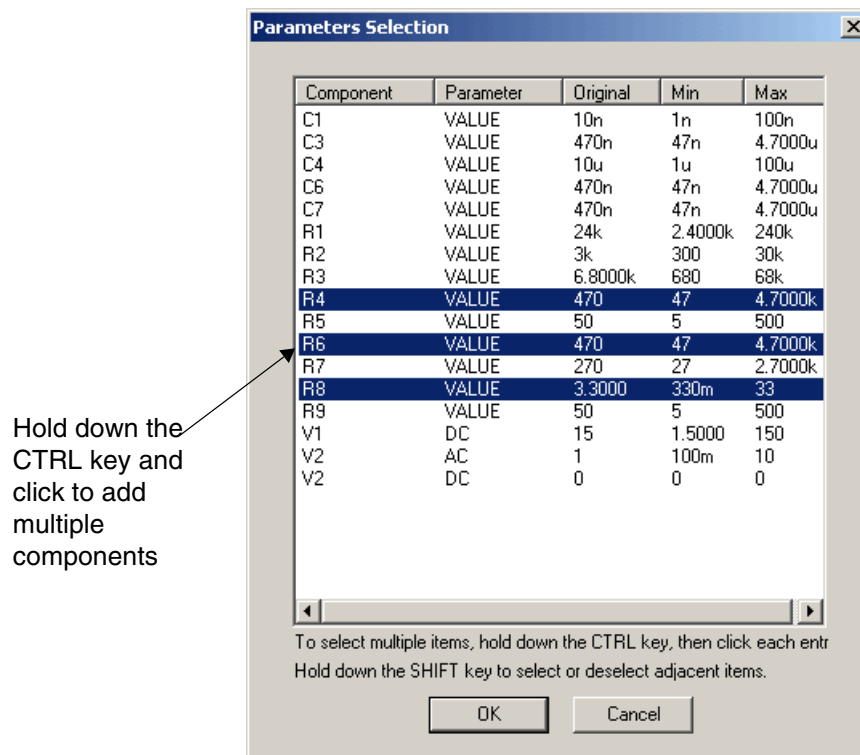 Parameters Selection
Component Parameter Original Min Max
C1 VALUE 10n 1n 100n
C3 VALUE 470n 47n 4.7000u
C4 VALUE 10u 1u 100u
C6 VALUE 470n 47n 4.7000u
C7 VALUE 470n 47n 4.7000u
R1 VALUE 24k 2.4000k 240k
R2 VALUE 3k 300 30k
R3 VALUE 6.8000k 680 68k
R4 VALUE 470 47 4.7000k
R5 VALUE 50 5 500
R6 VALUE 470 47 4.7000k
R7 VALUE 270 27 2.7000k
R8 VALUE 3.3000 330m 33
R9 VALUE 50 5 500
V1 DC 15 1.5000 150
V2 AC 1 100m 10
V2 DC 0 0 0
Hold down the
CTRL key and
click to add
multiple
components
To select multiple items, hold down the CTRL key, then click each entr
Hold down the SHIFT key to select or deselect adjacent items.
OK Cancel